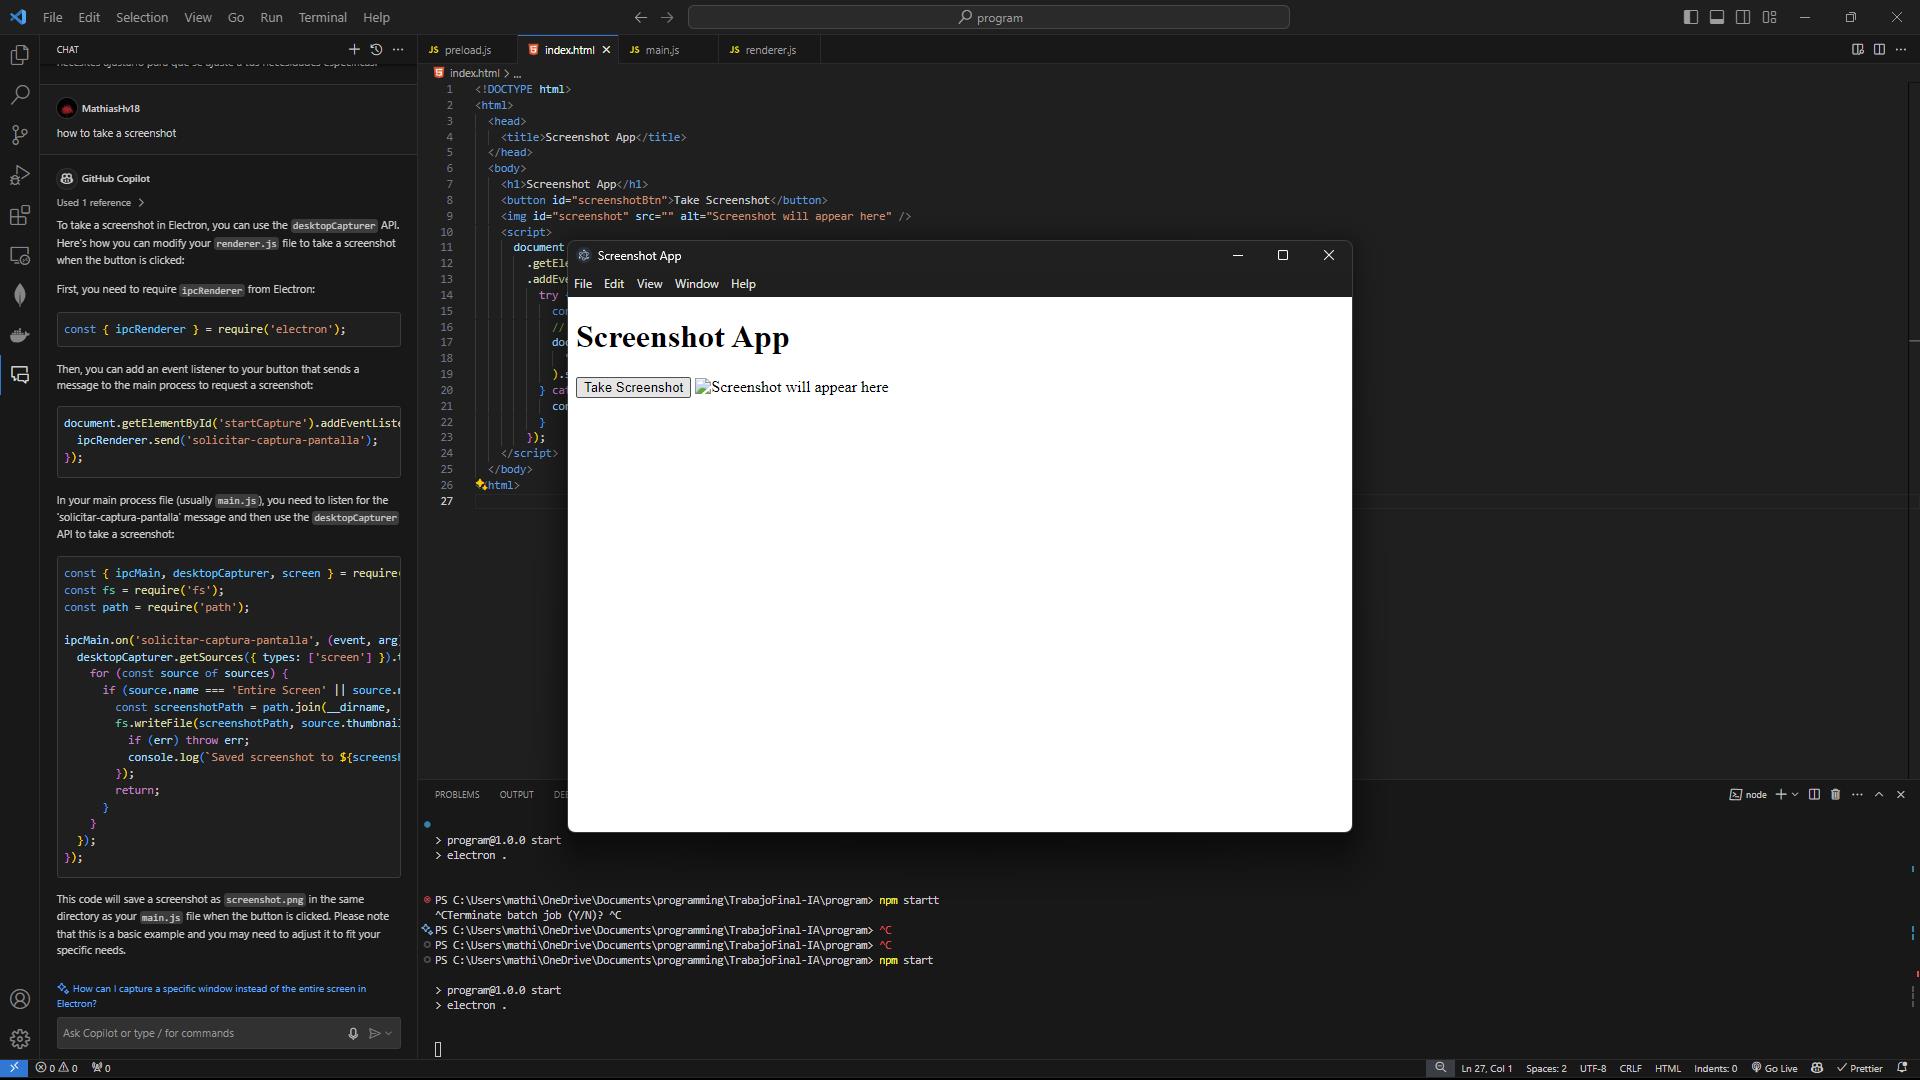 File Edit Selection View Go Run Terminal Help
program
CHAT
MathiasHv18
how to take a screenshot
GitHub Copilot
Used 1 reference >
To take a screenshot in Electron, you can use the desktopCapturer API.
Here's how you can modify your renderer.js file to take a screenshot
when the button is clicked:
First, you need to require ipcRenderer from Electron:
const { ipcRenderer } = require('electron');
Then, you can add an event listener to your button that sends a
message to the main process to request a screenshot:
document.getElementById('startCapture').addEventListe
ipcRenderer.send('solicitar-captura-pantalla');
});
In your main process file (usually main.js), you need to listen for the
'solicitar-captura-pantalla' message and then use the desktopCapturer
API to take a screenshot:
const { ipcMain, desktopCapturer, screen } = require(
const fs = require('fs');
const path = require('path');
ipcMain.on('solicitar-captura-pantalla', (event, arg)
desktopCapturer.getSources({ types: ['screen'] }).t
for (const source of sources) {
if (source.name === 'Entire Screen' || source.n
const screenshotPath = path.join(__dirname,
fs.writeFile(screenshotPath, source.thumbnail
if (err) throw err;
console.log(`Saved screenshot to ${screensh
});
return;
}
}
});
});
This code will save a screenshot as screenshot.png in the same
directory as your main.js file when the button is clicked. Please note
that this is a basic example and you may need to adjust it to fit your
specific needs.
How can I capture a specific window instead of the entire screen in
Electron?
Ask Copilot or type / for commands
JS preload.js
index.html
JS main.js
JS renderer.js
index.html > ...
1 <!DOCTYPE html>
2 <html>
3 <head>
4 <title>Screenshot App</title>
5 </head>
6 <body>
7 <h1>Screenshot App</h1>
8 <button id="screenshotBtn">Take Screenshot</button>
9 <img id="screenshot" src="" alt="Screenshot will appear here" />
10 <script>
11 document
12 .getEle
13 .addEve
14 try
15 con
16 //
17 doc
18 '
19 ).s
20 } cat
21 con
22 }
23 });
24 </script>
25 </body>
26 html>
27
Screenshot App
File Edit View Window Help
Screenshot App
Take Screenshot Screenshot will appear here
PROBLEMS OUTPUT DEB
node
> program@1.0.0 start
> electron .
PS C:\Users\mathi\OneDrive\Documents\programming\TrabajoFinal-IA\program> npm startt
^CTerminate batch job (Y/N)? ^C
PS C:\Users\mathi\OneDrive\Documents\programming\TrabajoFinal-IA\program> ^C
PS C:\Users\mathi\OneDrive\Documents\programming\TrabajoFinal-IA\program> ^C
PS C:\Users\mathi\OneDrive\Documents\programming\TrabajoFinal-IA\program> npm start
> program@1.0.0 start
> electron .
0 0 0 Ln 27, Col 1 Spaces: 2 UTF-8 CRLF HTML Indents: 0 Go Live Prettier